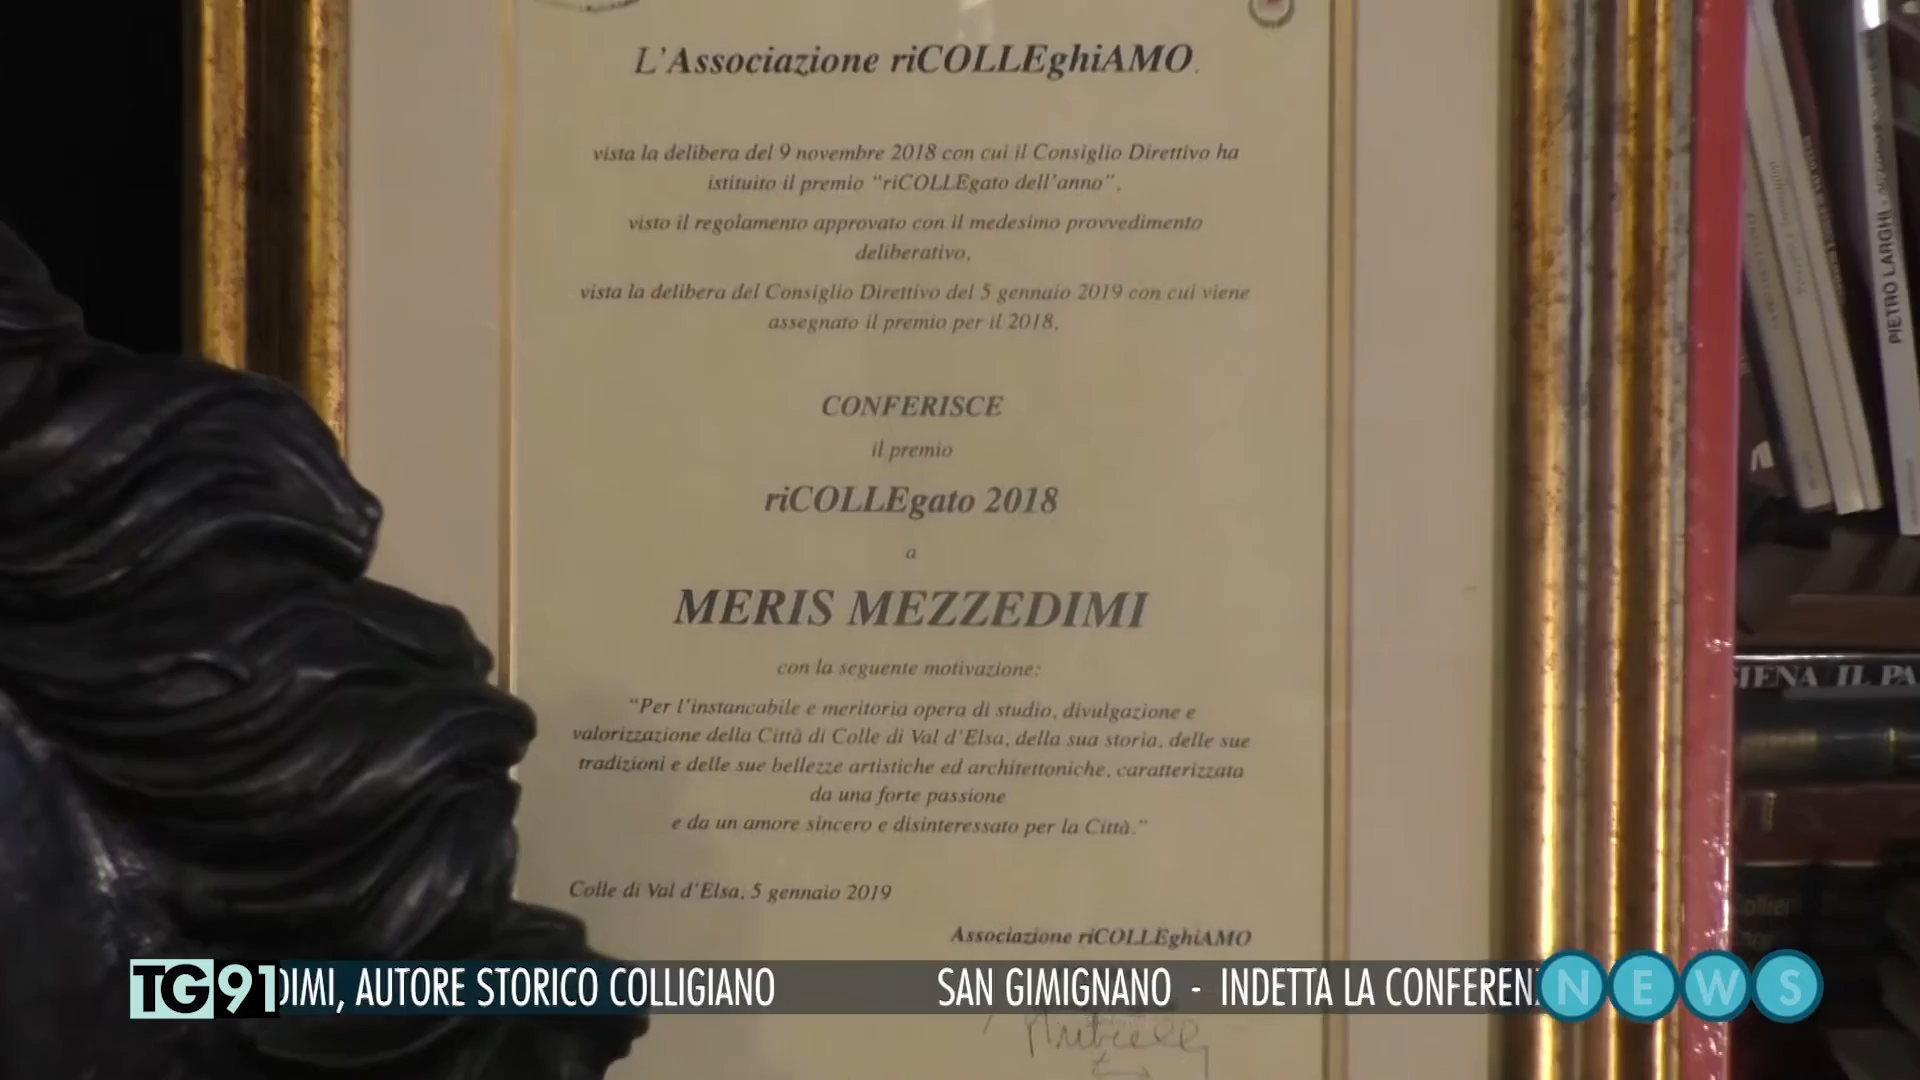 L'Associazione riCOLLEghiAMO.
vista la delibera del 9 novembre 2018 con cui il Consiglio Direttivo ha
istituito il premio "riCOLLEgato dell'anno",
visto il regolamento approvato con il medesimo provvedimento
deliberativo,
vista la delibera del Consiglio Direttivo del 5 gennaio 2019 con cui viene
assegnato il premio per il 2018,
CONFERISCE
il premio
riCOLLEgato 2018
a
MERIS MEZZEDIMI
con la seguente motivazione:
"Per l'instancabile e meritoria opera di studio, divulgazione e
valorizzazione della Città di Colle di Val d'Elsa, della sua storia, delle sue
tradizioni e delle sue bellezze artistiche ed architettoniche, caratterizzata
da una forte passione
e da un amore sincero e disinteressato per la Città."
Colle di Val d'Elsa, 5 gennaio 2019
Associazione riCOLLEghiAMO
PIETRO LARGHI
SIENA IL PA
TG91 DIMI, AUTORE STORICO COLLIGIANO SAN GIMIGNANO - INDETTA LA CONFEREN NEWS